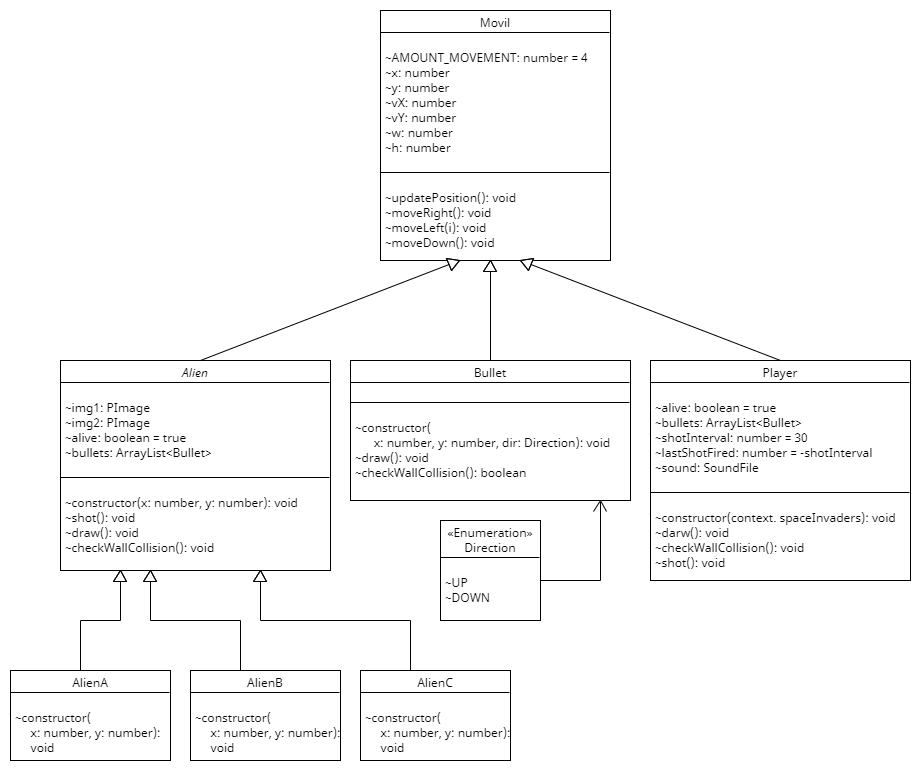 Movil
~AMOUNT_MOVEMENT: number = 4
~x: number
~y: number
~vX: number
~vY: number
~w: number
~h: number
~updatePosition(): void
~moveRight(): void
~moveLeft(i): void
~moveDown(): void
Alien
~img1: PImage
~img2: PImage
~alive: boolean = true
~bullets: ArrayList<Bullet>
~constructor(x: number, y: number): void
~shot(): void
~draw(): void
~checkWallCollision(): void
Bullet
~constructor(
x: number, y: number, dir: Direction): void
~draw(): void
~checkWallCollision(): boolean
Player
~alive: boolean = true
~bullets: ArrayList<Bullet>
~shotInterval: number = 30
~lastShotFired: number = -shotInterval
~sound: SoundFile
~constructor(context. spaceInvaders): void
~darw(): void
~checkWallCollision(): void
~shot(): void
«Enumeration»
Direction
~UP
~DOWN
AlienA
~constructor(
x: number, y: number):
void
AlienB
~constructor(
x: number, y: number):
void
AlienC
~constructor(
x: number, y: number):
void